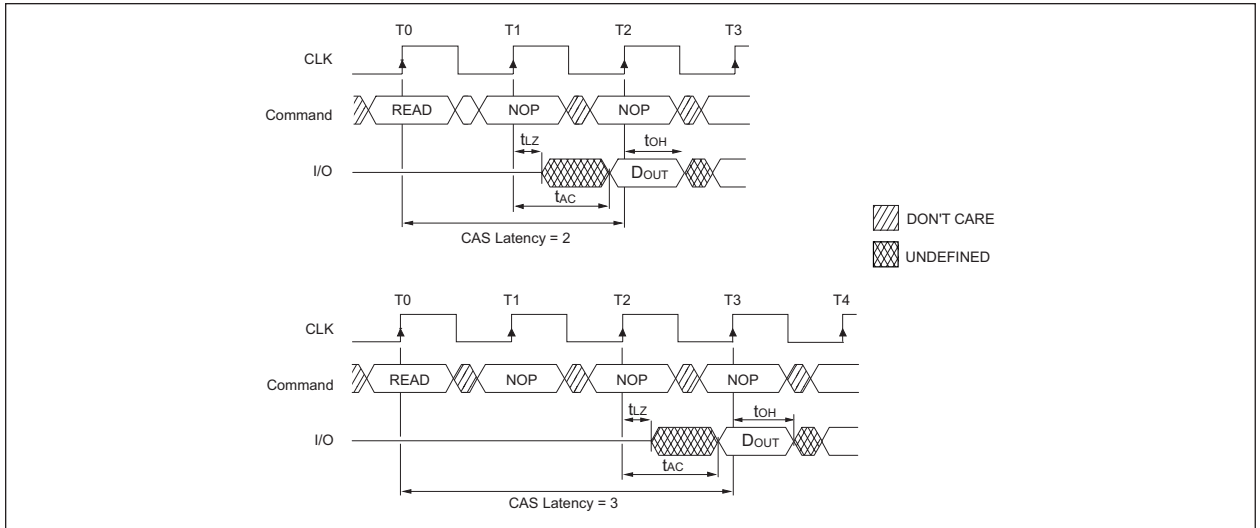 T0 T1 T2 T3
CLK
Command READ NOP NOP
tLZ tOH
I/O DOUT
tAC
CAS Latency = 2
DON'T CARE
UNDEFINED
T0 T1 T2 T3 T4
CLK
Command READ NOP NOP NOP
tLZ tOH
I/O DOUT
tAC
CAS Latency = 3